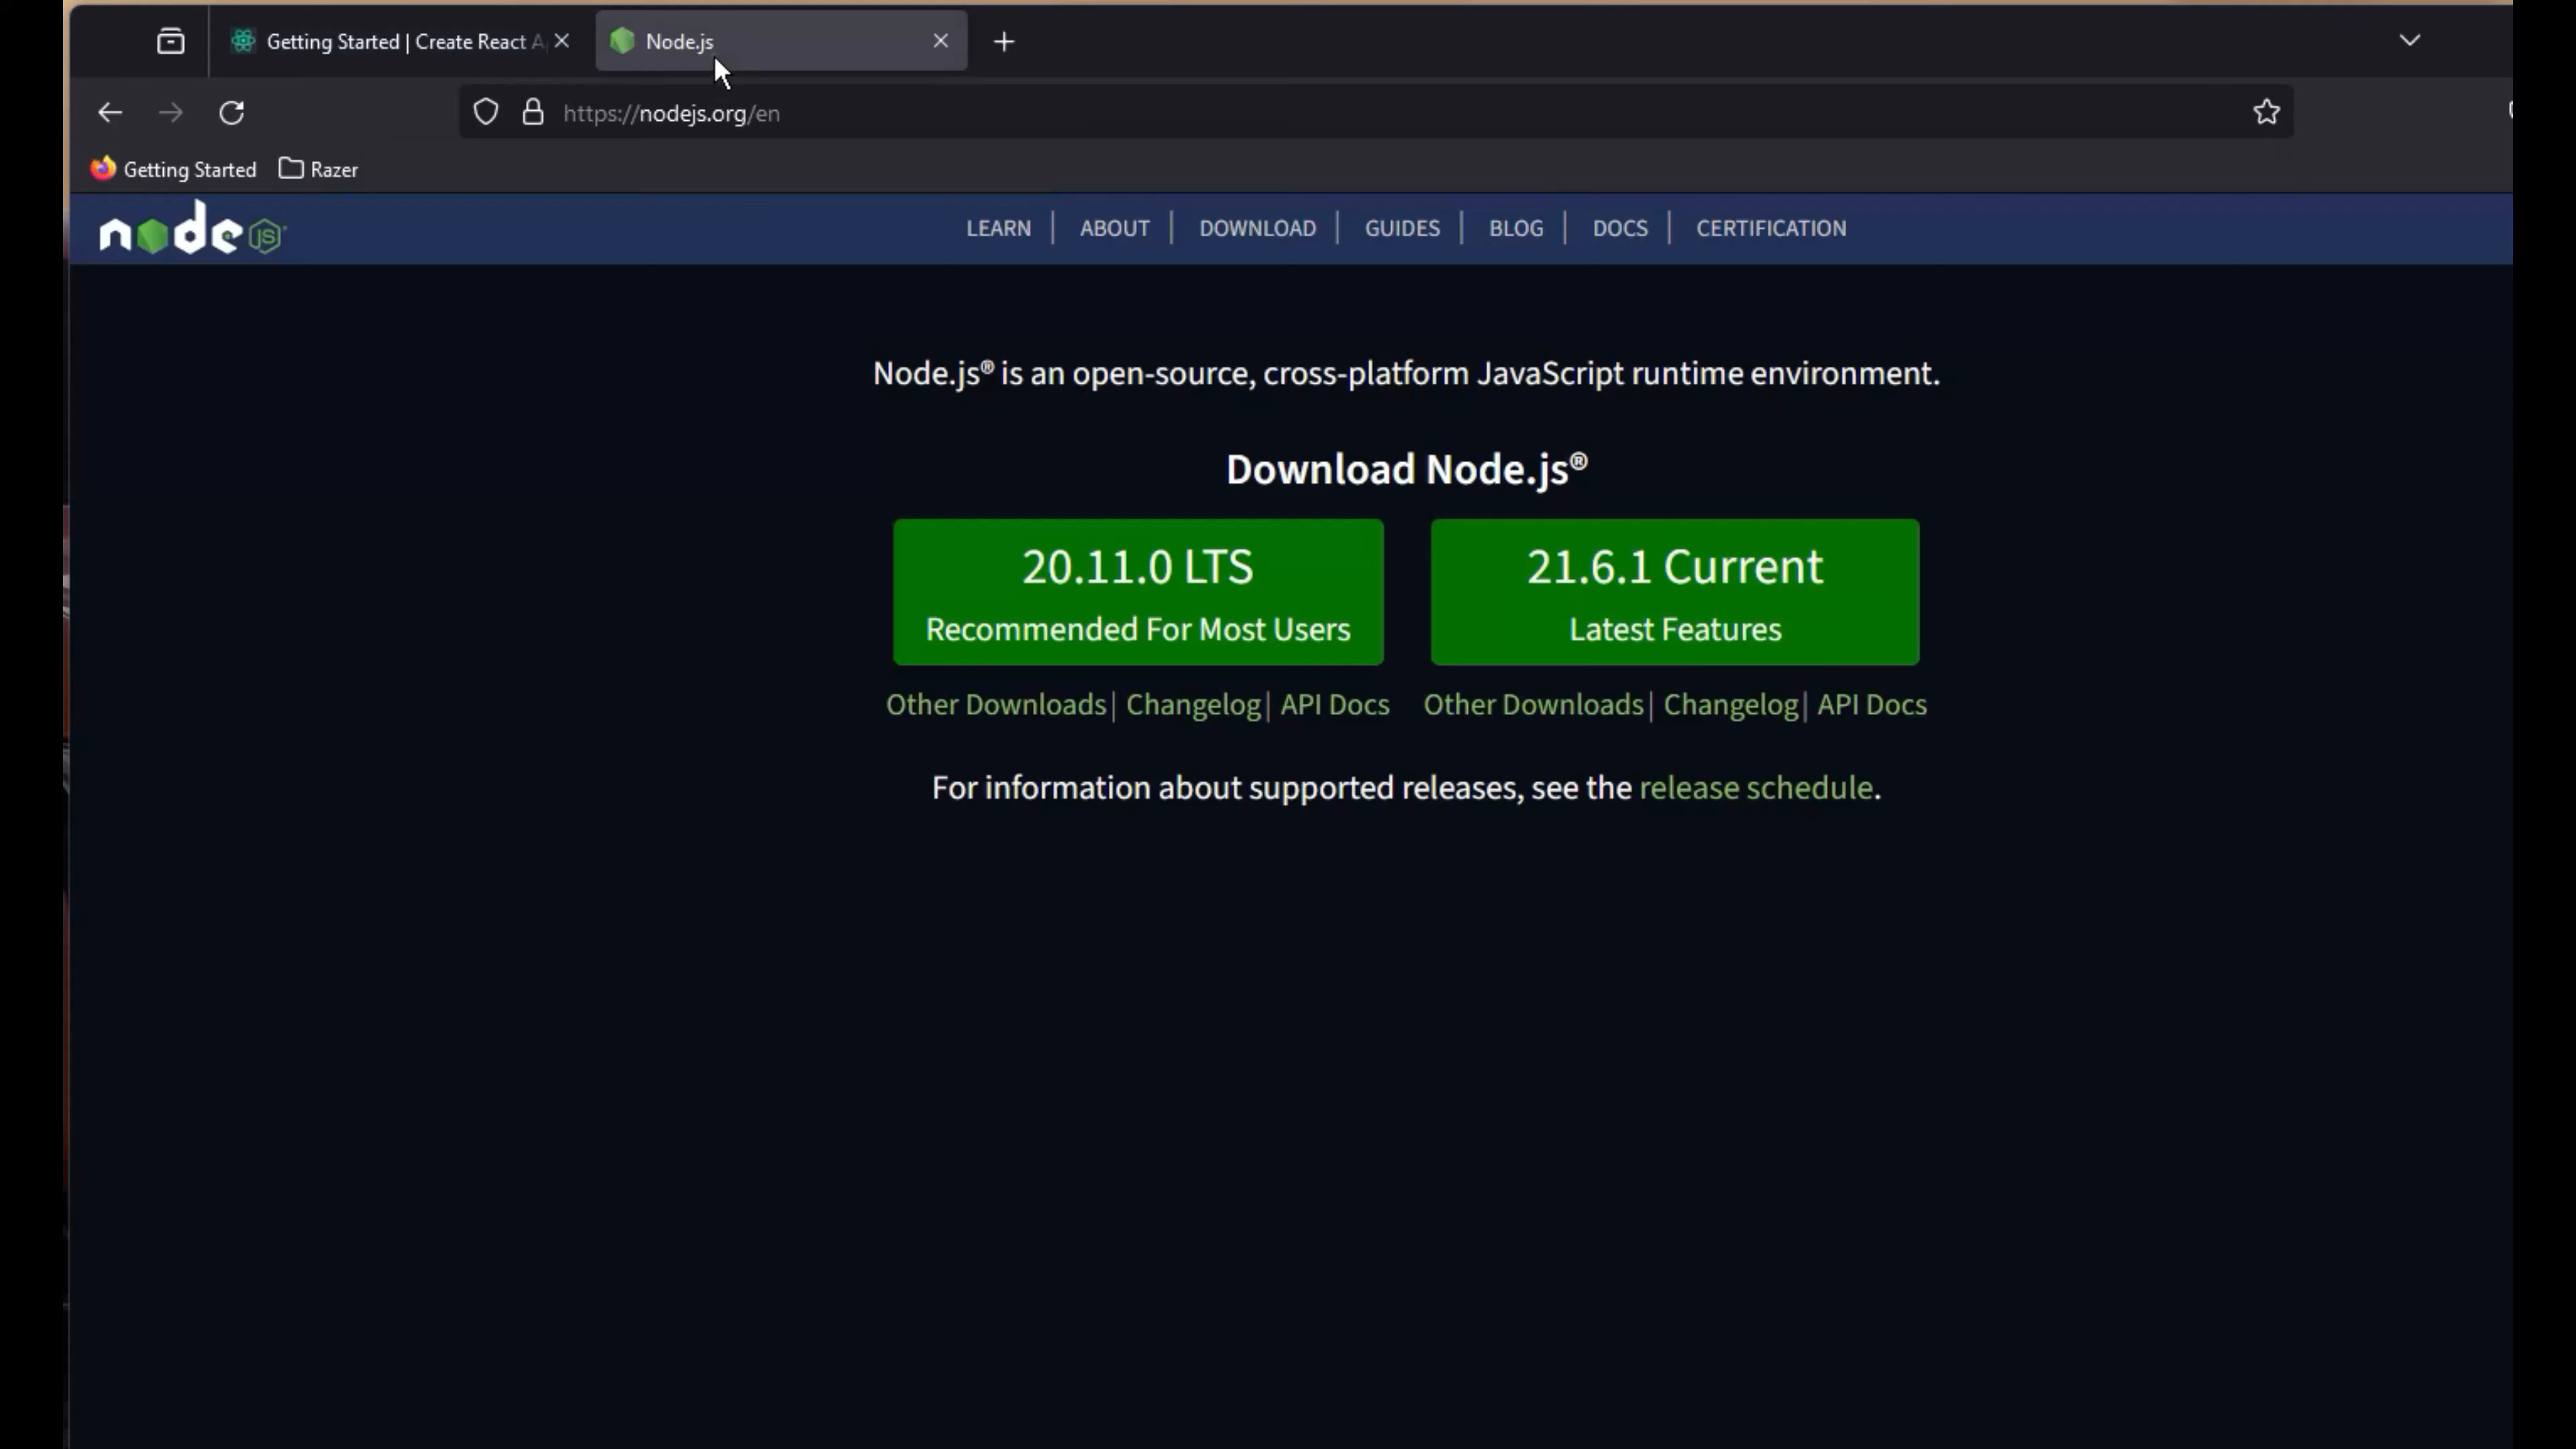 Getting Started | Create React A
Node.js
https://nodejs.org/en
Getting Started
Razer
node JS
LEARN | ABOUT | DOWNLOAD | GUIDES | BLOG | DOCS | CERTIFICATION
Node.js® is an open-source, cross-platform JavaScript runtime environment.
Download Node.js®
20.11.0 LTS
Recommended For Most Users
21.6.1 Current
Latest Features
Other Downloads | Changelog | API Docs
Other Downloads | Changelog | API Docs
For information about supported releases, see the release schedule.